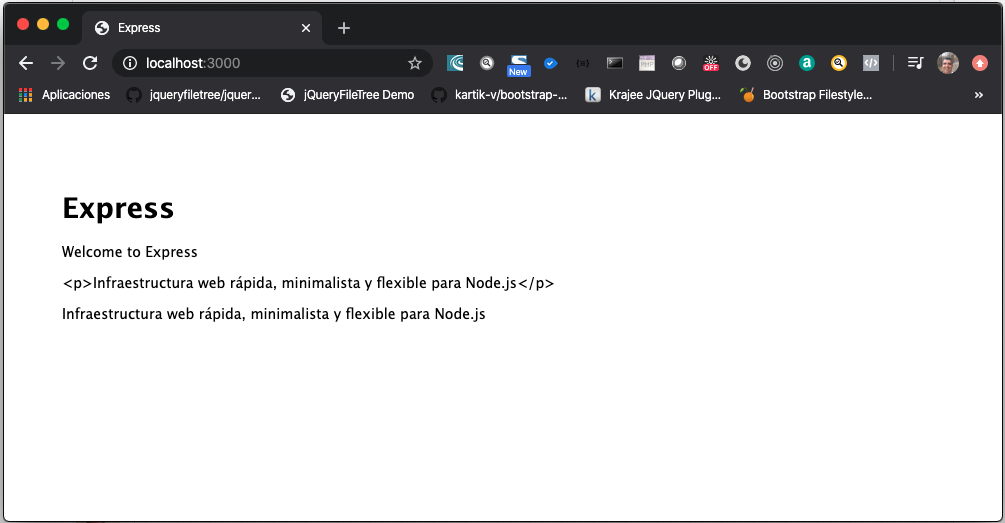 Express
localhost:3000
New
PHP
OFF
a
</>
Aplicaciones
jqueryfiletree/jquer...
jQueryFileTree Demo
kartik-v/bootstrap-...
k
Krajee JQuery Plug...
Bootstrap Filestyle...
»
Express
Welcome to Express
<p>Infraestructura web rápida, minimalista y flexible para Node.js</p>
Infraestructura web rápida, minimalista y flexible para Node.js